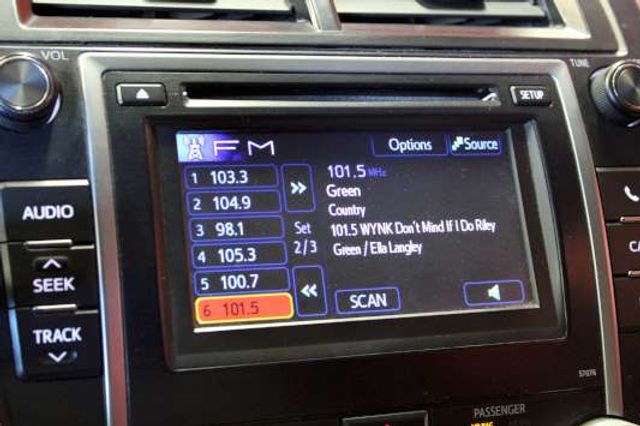 VOL
TUNE
SETUP
FM
Options
Source
1 103.3
2 104.9
3 98.1
4 105.3
5 100.7
6 101.5
Set
2/3
101.5 MHz
Green
Country
101.5 WYNK Don't Mind If I Do Riley
Green / Ella Langley
SCAN
AUDIO
SEEK
TRACK
CA
57076
PASSENGER